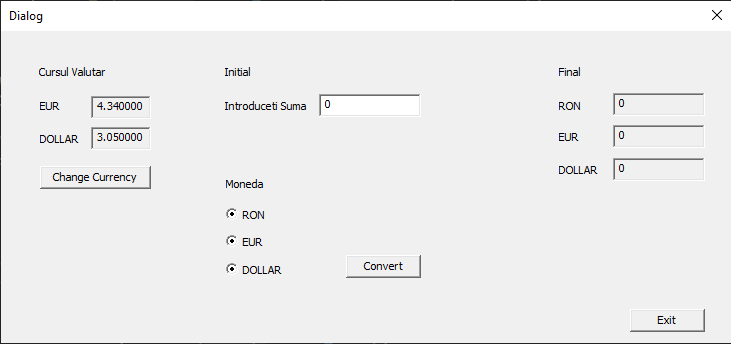 Dialog
Cursul Valutar
EUR 4.340000
DOLLAR 3.050000
Change Currency
Initial
Introduceti Suma 0
Moneda
RON
EUR
DOLLAR
Convert
Final
RON 0
EUR 0
DOLLAR 0
Exit